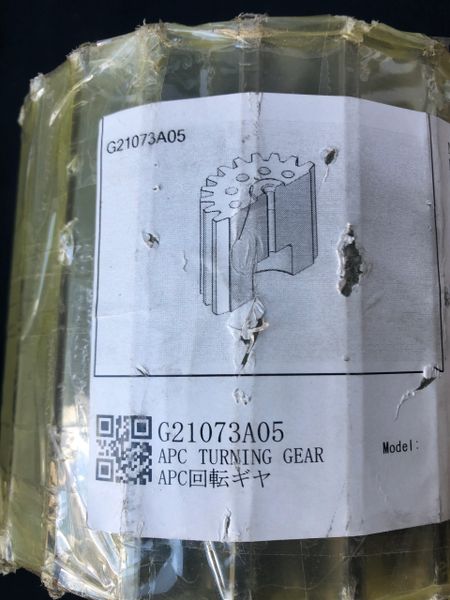 G21073A05
G21073A05
APC TURNING GEAR
Model:
APC回転ギヤ